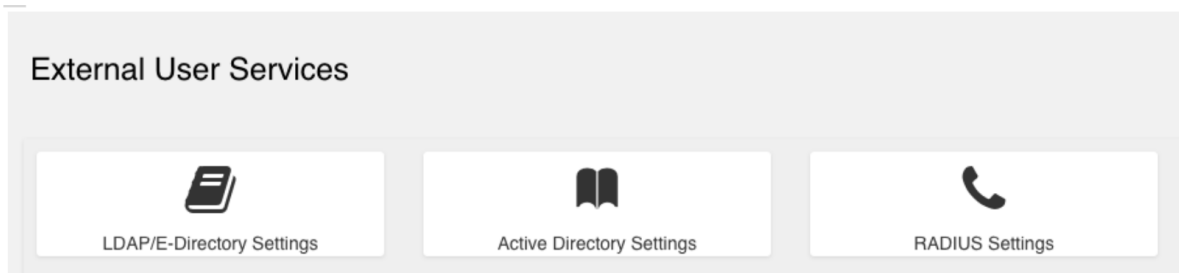 External User Services
LDAP/E-Directory Settings
Active Directory Settings
RADIUS Settings